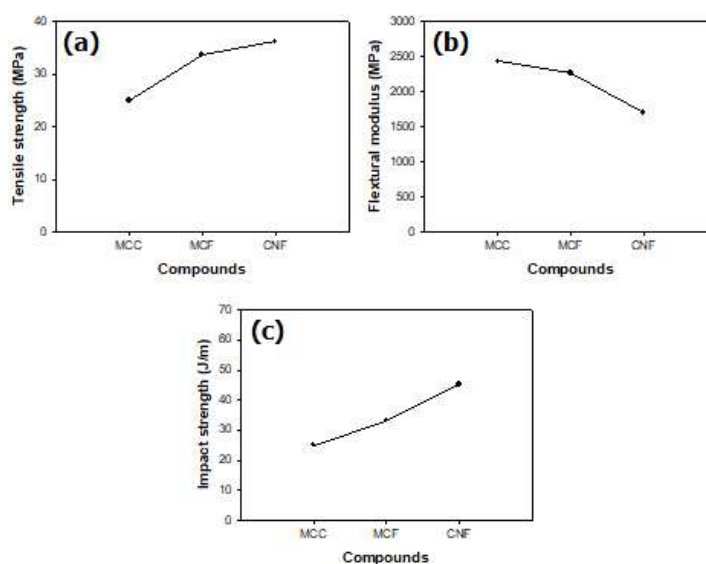 (a)
Tensile strength (MPa)
40
30
20
10
0
MCC MCF CNF
Compounds
(b)
Flextural modulus (MPa)
3000
2500
2000
1500
1000
500
0
MCC MCF CNF
Compounds
(c)
Impact strength (J/m)
70
60
50
40
30
20
10
0
MCC MCF CNF
Compounds